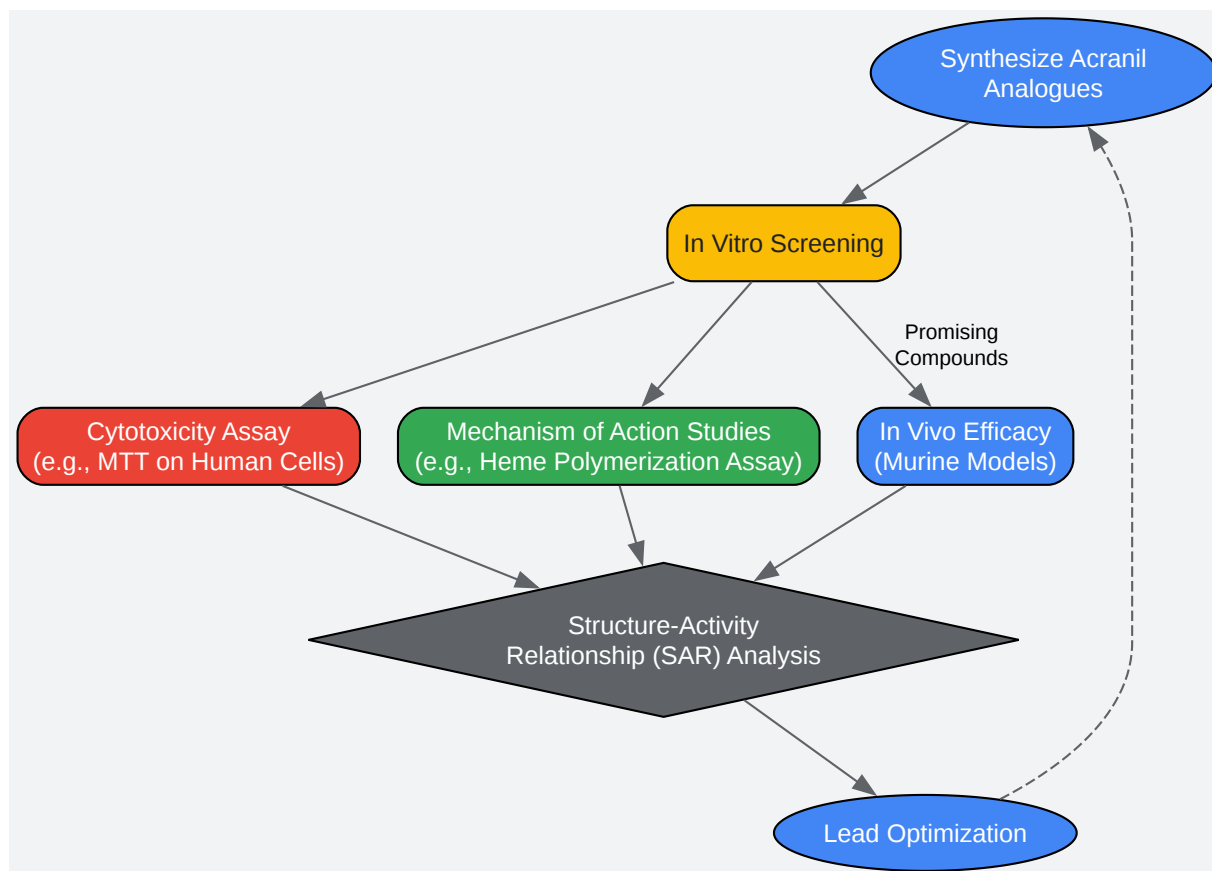 Synthesize Acranil
Analogues
In Vitro Screening
Promising
Compounds
Cytotoxicity Assay
(e.g., MTT on Human Cells)
Mechanism of Action Studies
(e.g., Heme Polymerization Assay)
In Vivo Efficacy
(Murine Models)
Structure-Activity
Relationship (SAR) Analysis
Lead Optimization